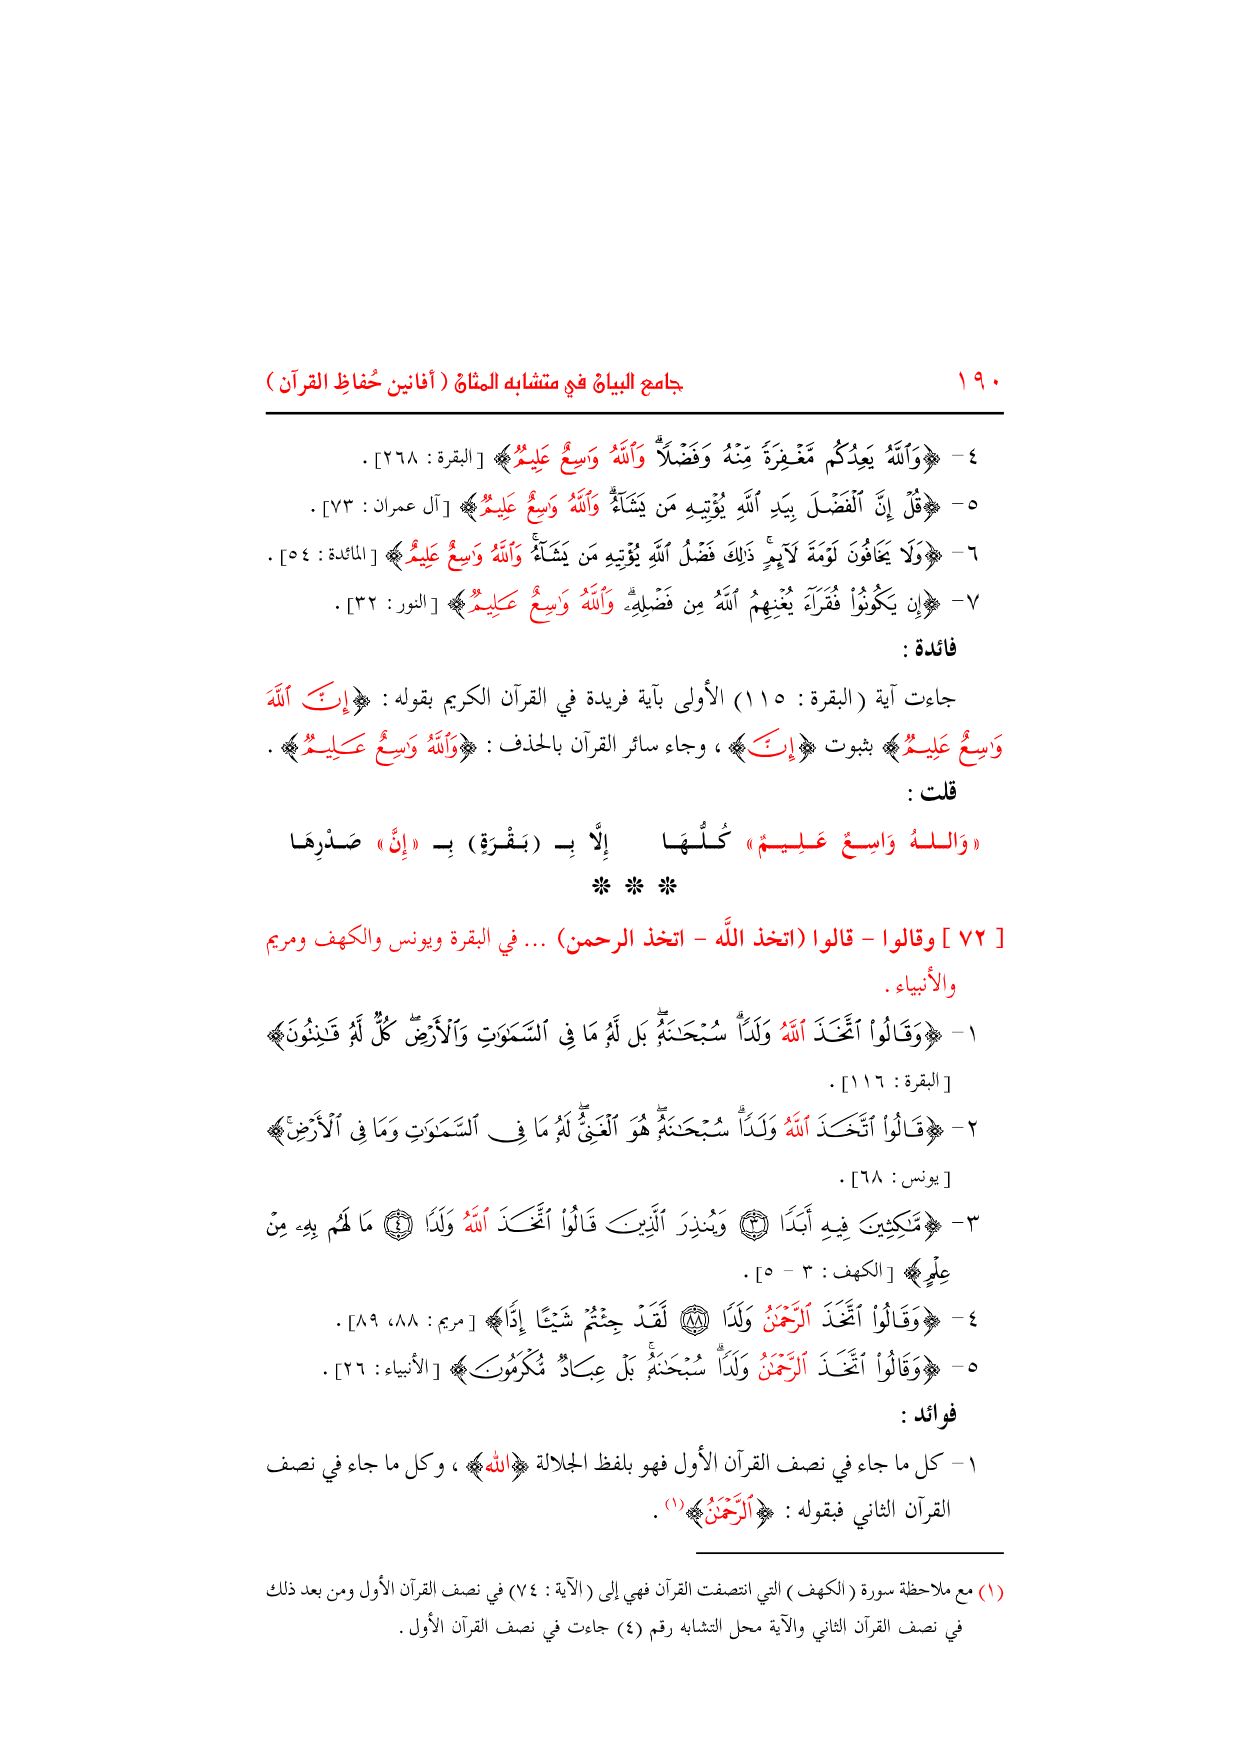 ١٩٠ جامع البيان في متشابه المثان ( أفانين حُفاظِ القرآن )
٤- ﴿وَٱللَّهُ يَعِدُكُم مَّغْفِرَةً مِّنْهُ وَفَضْلًاۗ وَٱللَّهُ وَٰسِعٌ عَلِيمٌ﴾ [البقرة : ٢٦٨] .
٥- ﴿قُلْ إِنَّ ٱلْفَضْلَ بِيَدِ ٱللَّهِ يُؤْتِيهِ مَن يَشَآءُۗ وَٱللَّهُ وَٰسِعٌ عَلِيمٌ﴾ [آل عمران : ٧٣] .
٦- ﴿وَلَا يَخَافُونَ لَوْمَةَ لَآئِمٍۚ ذَٰلِكَ فَضْلُ ٱللَّهِ يُؤْتِيهِ مَن يَشَآءُۚ وَٱللَّهُ وَٰسِعٌ عَلِيمٌ﴾ [المائدة : ٥٤] .
٧- ﴿إِن يَكُونُوا۟ فُقَرَآءَ يُغْنِهِمُ ٱللَّهُ مِن فَضْلِهِۦۗ وَٱللَّهُ وَٰسِعٌ عَلِيمٌ﴾ [النور : ٣٢] .
فائدة :
جاءت آية (البقرة : ١١٥) الأولى بآية فريدة في القرآن الكريم بقوله : ﴿إِنَّ ٱللَّهَ
وَٰسِعٌ عَلِيمٌ﴾ بثبوت ﴿إِنَّ﴾ ، وجاء سائر القرآن بالحذف : ﴿وَٱللَّهُ وَٰسِعٌ عَلِيمٌ﴾ .
قلت :
« وَاللهُ وَاسِعٌ عَلِيمٌ» كُلُّهَا إِلَّا بِـ (بَقْرَةٍ) بِـ « إِنَّ » صَدْرِهَا
* * *
[ ٧٢ ] وقالوا - قالوا (اتخذ اللَّه - اتخذ الرحمن) ... في البقرة ويونس والكهف ومريم
والأنبياء .
١- ﴿وَقَالُوا۟ ٱتَّخَذَ ٱللَّهُ وَلَدًاۗ سُبْحَٰنَهُۥۖ بَل لَّهُۥ مَا فِى ٱلسَّمَٰوَٰتِ وَٱلْأَرْضِۖ كُلٌّ لَّهُۥ قَٰنِتُونَ﴾
[البقرة : ١١٦] .
٢- ﴿قَالُوا۟ ٱتَّخَذَ ٱللَّهُ وَلَدًاۗ سُبْحَٰنَهُۥۖ هُوَ ٱلْغَنِىُّۖ لَهُۥ مَا فِى ٱلسَّمَٰوَٰتِ وَمَا فِى ٱلْأَرْضِۚ﴾
[يونس : ٦٨] .
٣- ﴿مَّٰكِثِينَ فِيهِ أَبَدًا ٣ وَيُنذِرَ ٱلَّذِينَ قَالُوا۟ ٱتَّخَذَ ٱللَّهُ وَلَدًا ٤ مَا لَهُم بِهِۦ مِنْ
عِلْمٍ﴾ [الكهف : ٣ - ٥] .
٤- ﴿وَقَالُوا۟ ٱتَّخَذَ ٱلرَّحْمَٰنُ وَلَدًا ٨٨ لَّقَدْ جِئْتُمْ شَيْـًٔا إِدًّا﴾ [مريم : ٨٨، ٨٩] .
٥- ﴿وَقَالُوا۟ ٱتَّخَذَ ٱلرَّحْمَٰنُ وَلَدًاۗ سُبْحَٰنَهُۥۚ بَلْ عِبَادٌ مُّكْرَمُونَ﴾ [الأنبياء : ٢٦] .
فوائد :
١- كل ما جاء في نصف القرآن الأول فهو بلفظ الجلالة ﴿الله﴾ ، وكل ما جاء في نصف
القرآن الثاني فبقوله : ﴿ٱلرَّحْمَٰنُ﴾(١) .
(١) مع ملاحظة سورة (الكهف) التي انتصفت القرآن فهي إلى (الآية : ٧٤) في نصف القرآن الأول ومن بعد ذلك
في نصف القرآن الثاني والآية محل التشابه رقم (٤) جاءت في نصف القرآن الأول .